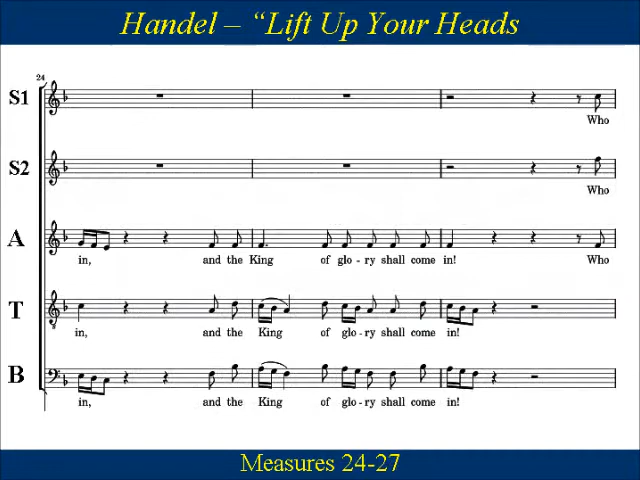 Handel – “Lift Up Your Heads
24
S1
Who
S2
Who
A
in, and the King of glo - ry shall come in! Who
T
in, and the King of glo - ry shall come in!
B
in, and the King of glo - ry shall come in!
Measures 24-27